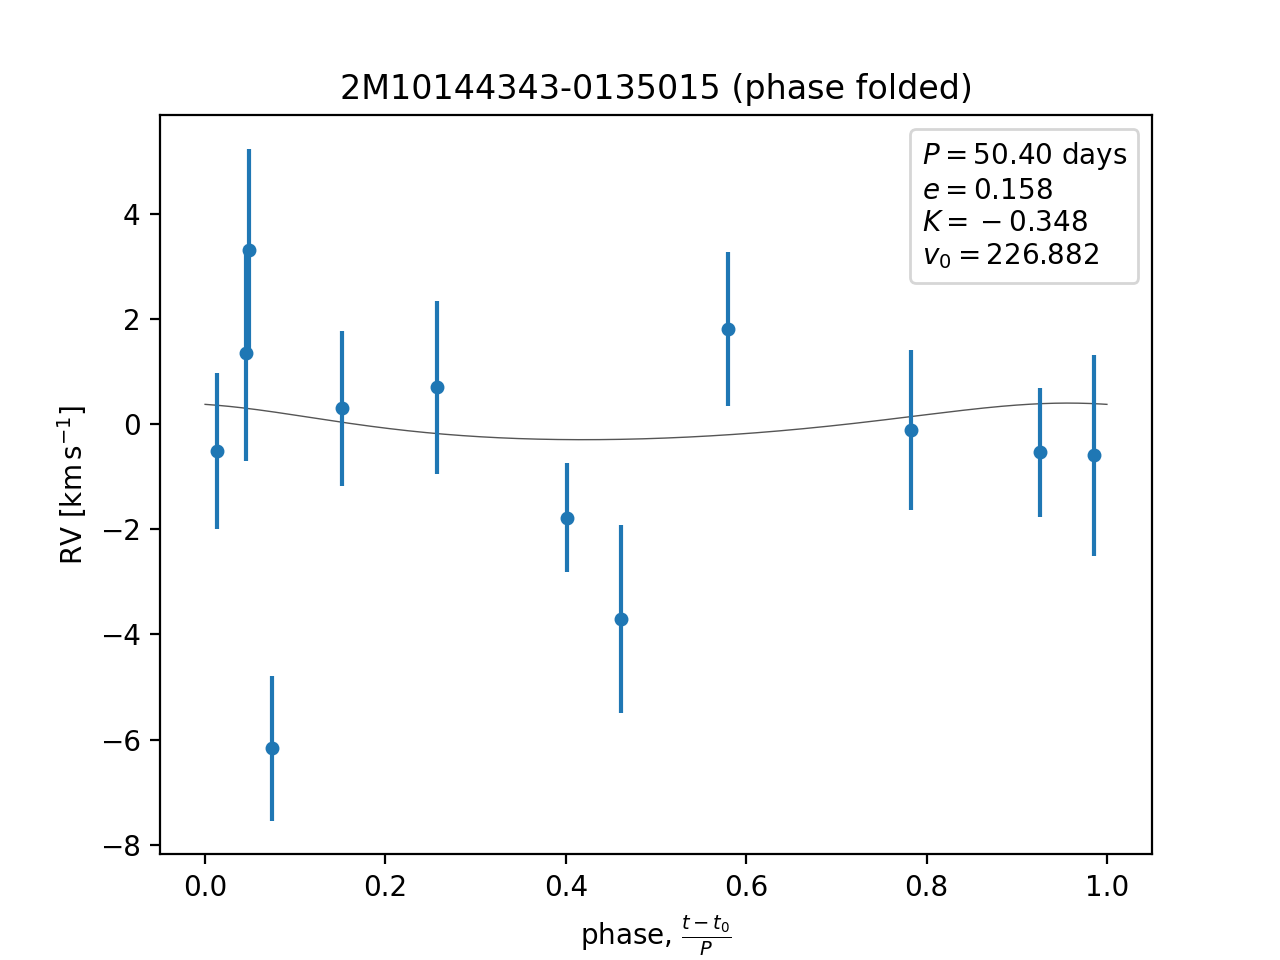 2M10144343-0135015 (phase folded)
P = 50.40 days
e = 0.158
K = −0.348
v₀ = 226.882
4
2
0
−2
−4
−6
−8
RV [km s⁻¹]
0.0 0.2 0.4 0.6 0.8 1.0
phase, (t − t₀)/P